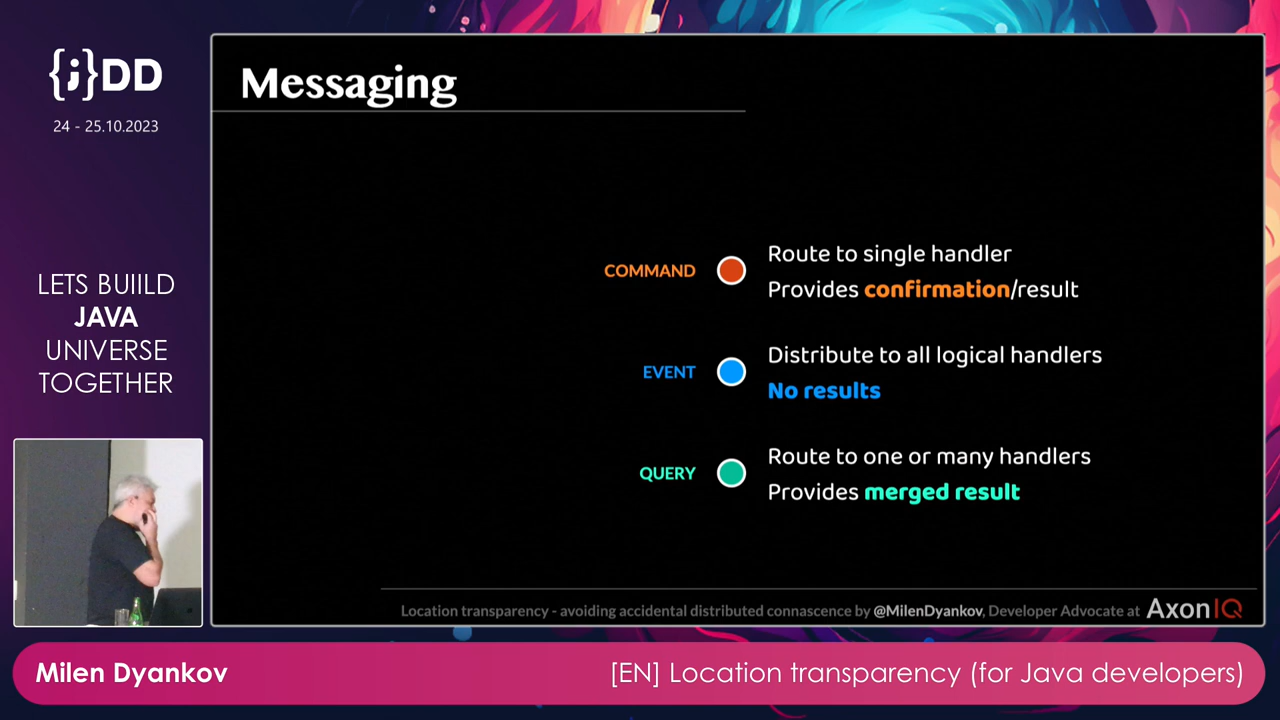 {j}DD
24 - 25.10.2023
LETS BUIILD
JAVA
UNIVERSE
TOGETHER
Messaging
COMMAND
Route to single handler
Provides confirmation/result
EVENT
Distribute to all logical handlers
No results
QUERY
Route to one or many handlers
Provides merged result
Location transparency - avoiding accidental distributed connascence by @MilenDyankov, Developer Advocate at AxonIQ
Milen Dyankov
[EN] Location transparency (for Java developers)